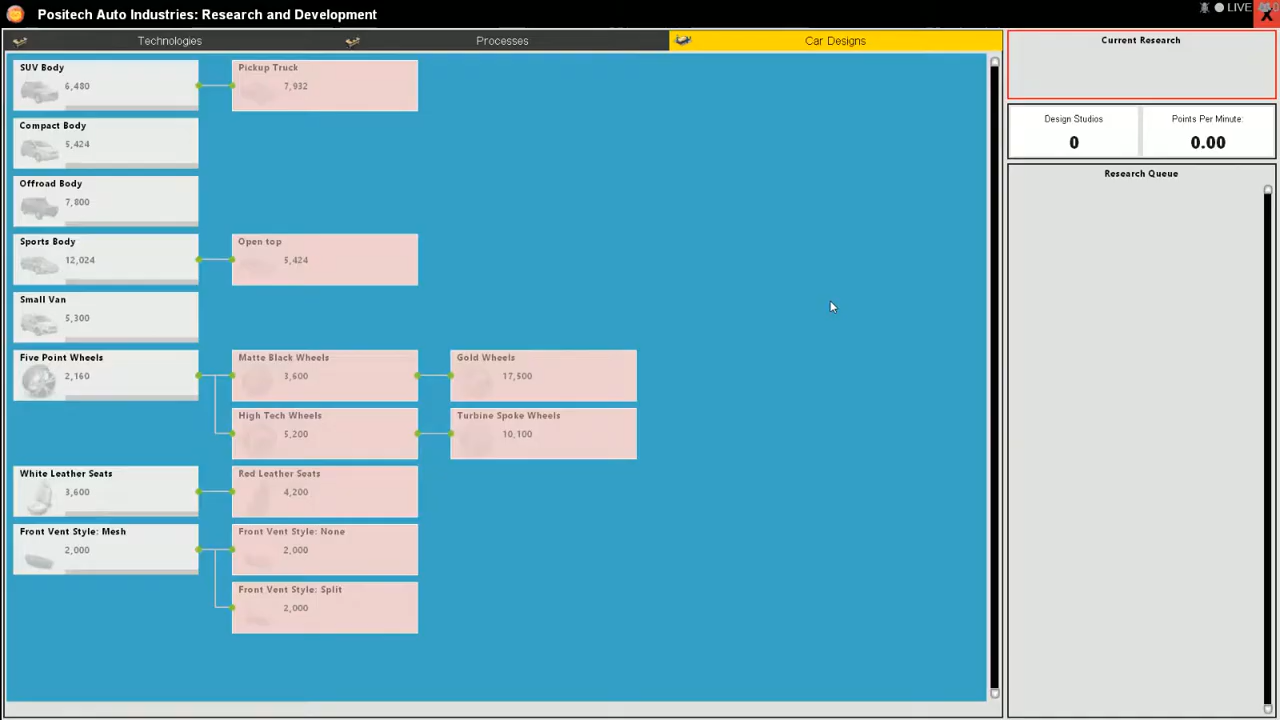 Positech Auto Industries: Research and Development
LIVE
Technologies
Processes
Car Designs
Current Research
Design Studios
0
Points Per Minute:
0.00
Research Queue
SUV Body
6,480
Pickup Truck
7,932
Compact Body
5,424
Offroad Body
7,800
Sports Body
12,024
Open top
5,424
Small Van
5,300
Five Point Wheels
2,160
Matte Black Wheels
3,600
Gold Wheels
17,500
High Tech Wheels
5,200
Turbine Spoke Wheels
10,100
White Leather Seats
3,600
Red Leather Seats
4,200
Front Vent Style: Mesh
2,000
Front Vent Style: None
2,000
Front Vent Style: Split
2,000